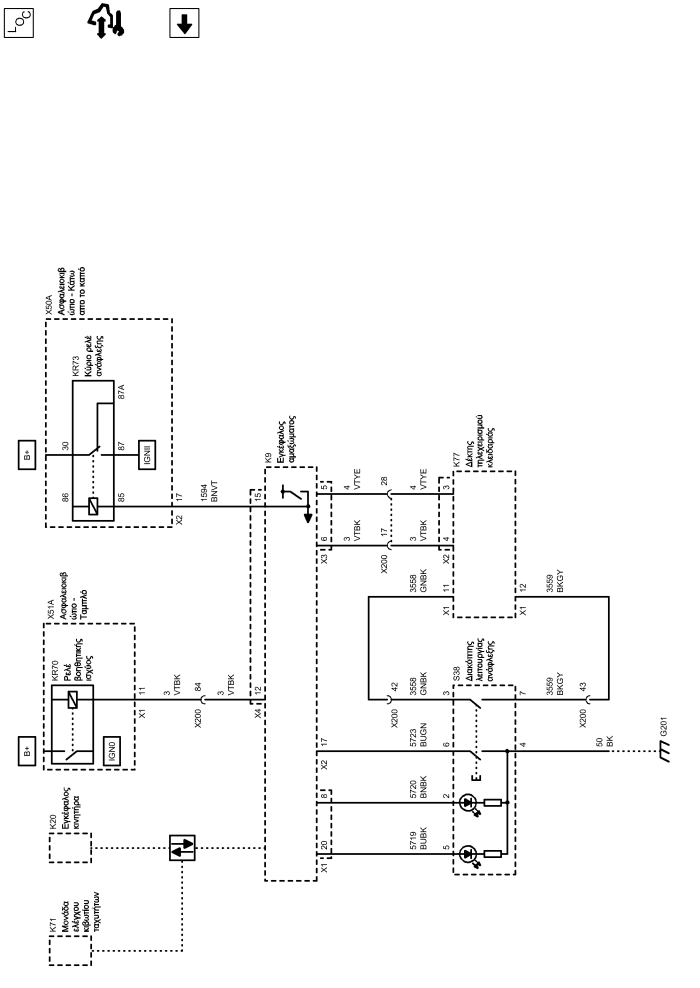 LOC
X50A
Ασφαλειοκιβ
ώτιο - Κάτω
απο το καπό
KR73
Κύριο ρελέ
ανάφλεξης
B+
30
87A
86
85
87
IGNII
17
X2
1594
BNVT
X51A
Ασφαλειοκιβ
ώτιο -
Ταμπλό
KR70
Ρελέ
βοηθητικής
ισχύος
B+
IGN0
11
X1
3
VTBK
84
X200
3
VTBK
K20
Εγκέφαλος
κινητήρα
K71
Μονάδα
ελέγχου
κιβωτίου
ταχυτήτων
K9
Εγκέφαλος
αμαξώματος
15
12
X4
5
6
X3
17
X2
8
20
X1
4
VTYE
28
4
VTYE
3
VTBK
17
X200
3
VTBK
K77
Δέκτης
τηλεχειρισμού
κλειδαριάς
3
4
X2
11
X1
12
X1
3558
GNBK
3559
BKGY
42
X200
3558
GNBK
5723
BUGN
5720
BNBK
5719
BUBK
S38
Διακόπτης
λειτουργίας
ανάφλεξης
3
6
2
5
7
4
3559
BKGY
43
X200
50
BK
G201